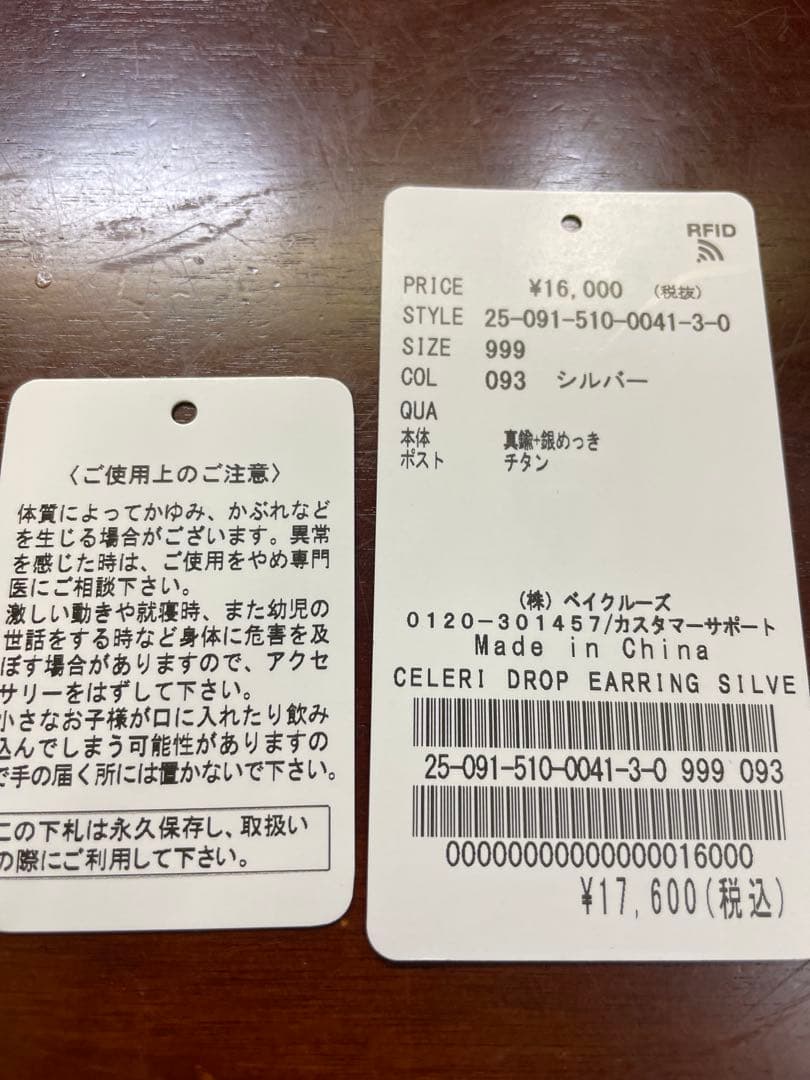 〈ご使用上のご注意〉
体質によってかゆみ、かぶれなど
を生じる場合がございます。異常
を感じた時は、ご使用をやめ専門
医にご相談下さい。
激しい動きや就寝時、また幼児の
世話をする時など身体に危害を及
ぼす場合がありますので、アクセ
サリーをはずして下さい。
小さなお子様が口に入れたり飲み
込んでしまう可能性がありますの
で手の届く所には置かないで下さい。
この下札は永久保存し、取扱い
の際にご利用して下さい。
RFID
PRICE ¥16,000 (税抜)
STYLE 25-091-510-0041-3-0
SIZE 999
COL 093 シルバー
QUA
本体 真鍮+銀めっき
ポスト チタン
(株) ベイクルーズ
0120-301457/カスタマーサポート
Made in China
CELERI DROP EARRING SILVE
25-091-510-0041-3-0 999 093
00000000000000016000
¥17,600(税込)